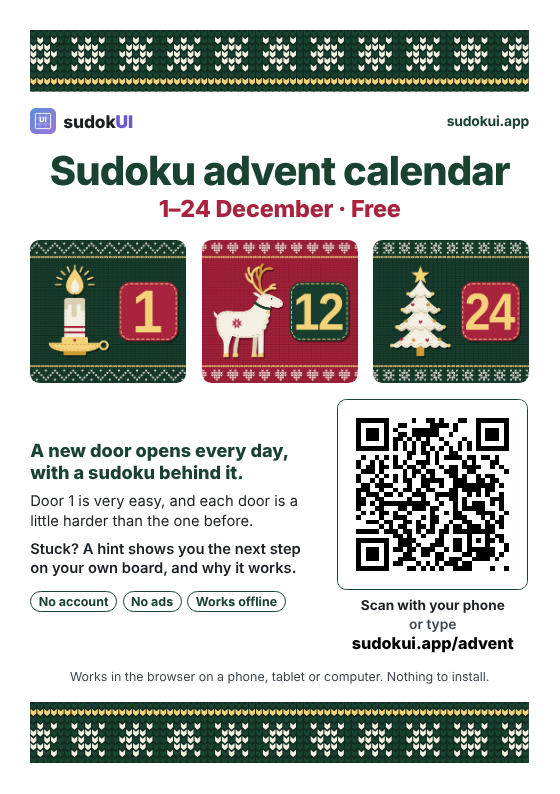 UI
sudokUI
sudokui.app
Sudoku advent calendar
1–24 December · Free
1
12
24
A new door opens every day,
with a sudoku behind it.
Door 1 is very easy, and each door is a
little harder than the one before.
Stuck? A hint shows you the next step
on your own board, and why it works.
No account
No ads
Works offline
Scan with your phone
or type
sudokui.app/advent
Works in the browser on a phone, tablet or computer. Nothing to install.